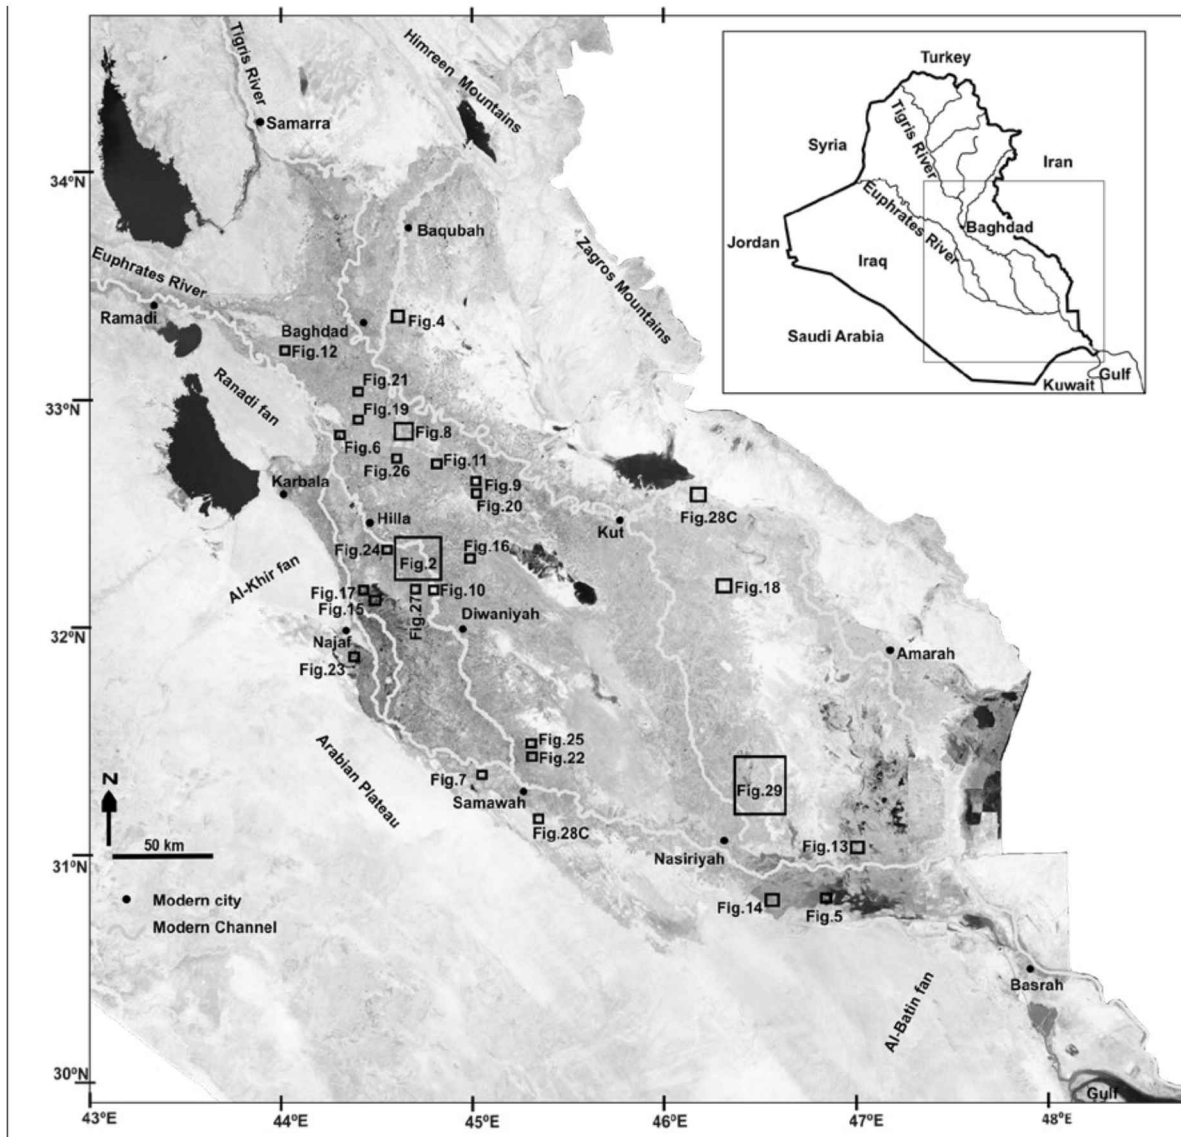 Tigris River
Himreen Mountains
Samarra
34°N
Baqubah
Zagros Mountains
Euphrates River
Ramadi
Baghdad
Fig.4
Fig.12
Ranadi fan
Fig.21
33°N
Fig.19
Fig.8
Fig.6
Fig.26
Fig.11
Karbala
Fig.9
Fig.20
Fig.28C
Hilla
Kut
Fig.24
Fig.2
Fig.16
Al-Khir fan
Fig.17
Fig.15
Fig.27
Fig.10
Fig.18
Diwaniyah
32°N
Najaf
Amarah
Fig.23
Arabian Plateau
Fig.25
Fig.22
Fig.7
Samawah
Fig.29
Fig.28C
N
50 km
31°N
Nasiriyah
Fig.13
Modern city
Modern Channel
Fig.14
Fig.5
Al-Batin fan
Basrah
30°N
Gulf
43°E
44°E
45°E
46°E
47°E
48°E
Turkey
Syria
Tigris River
Iran
Euphrates River
Baghdad
Jordan
Iraq
Saudi Arabia
Kuwait
Gulf